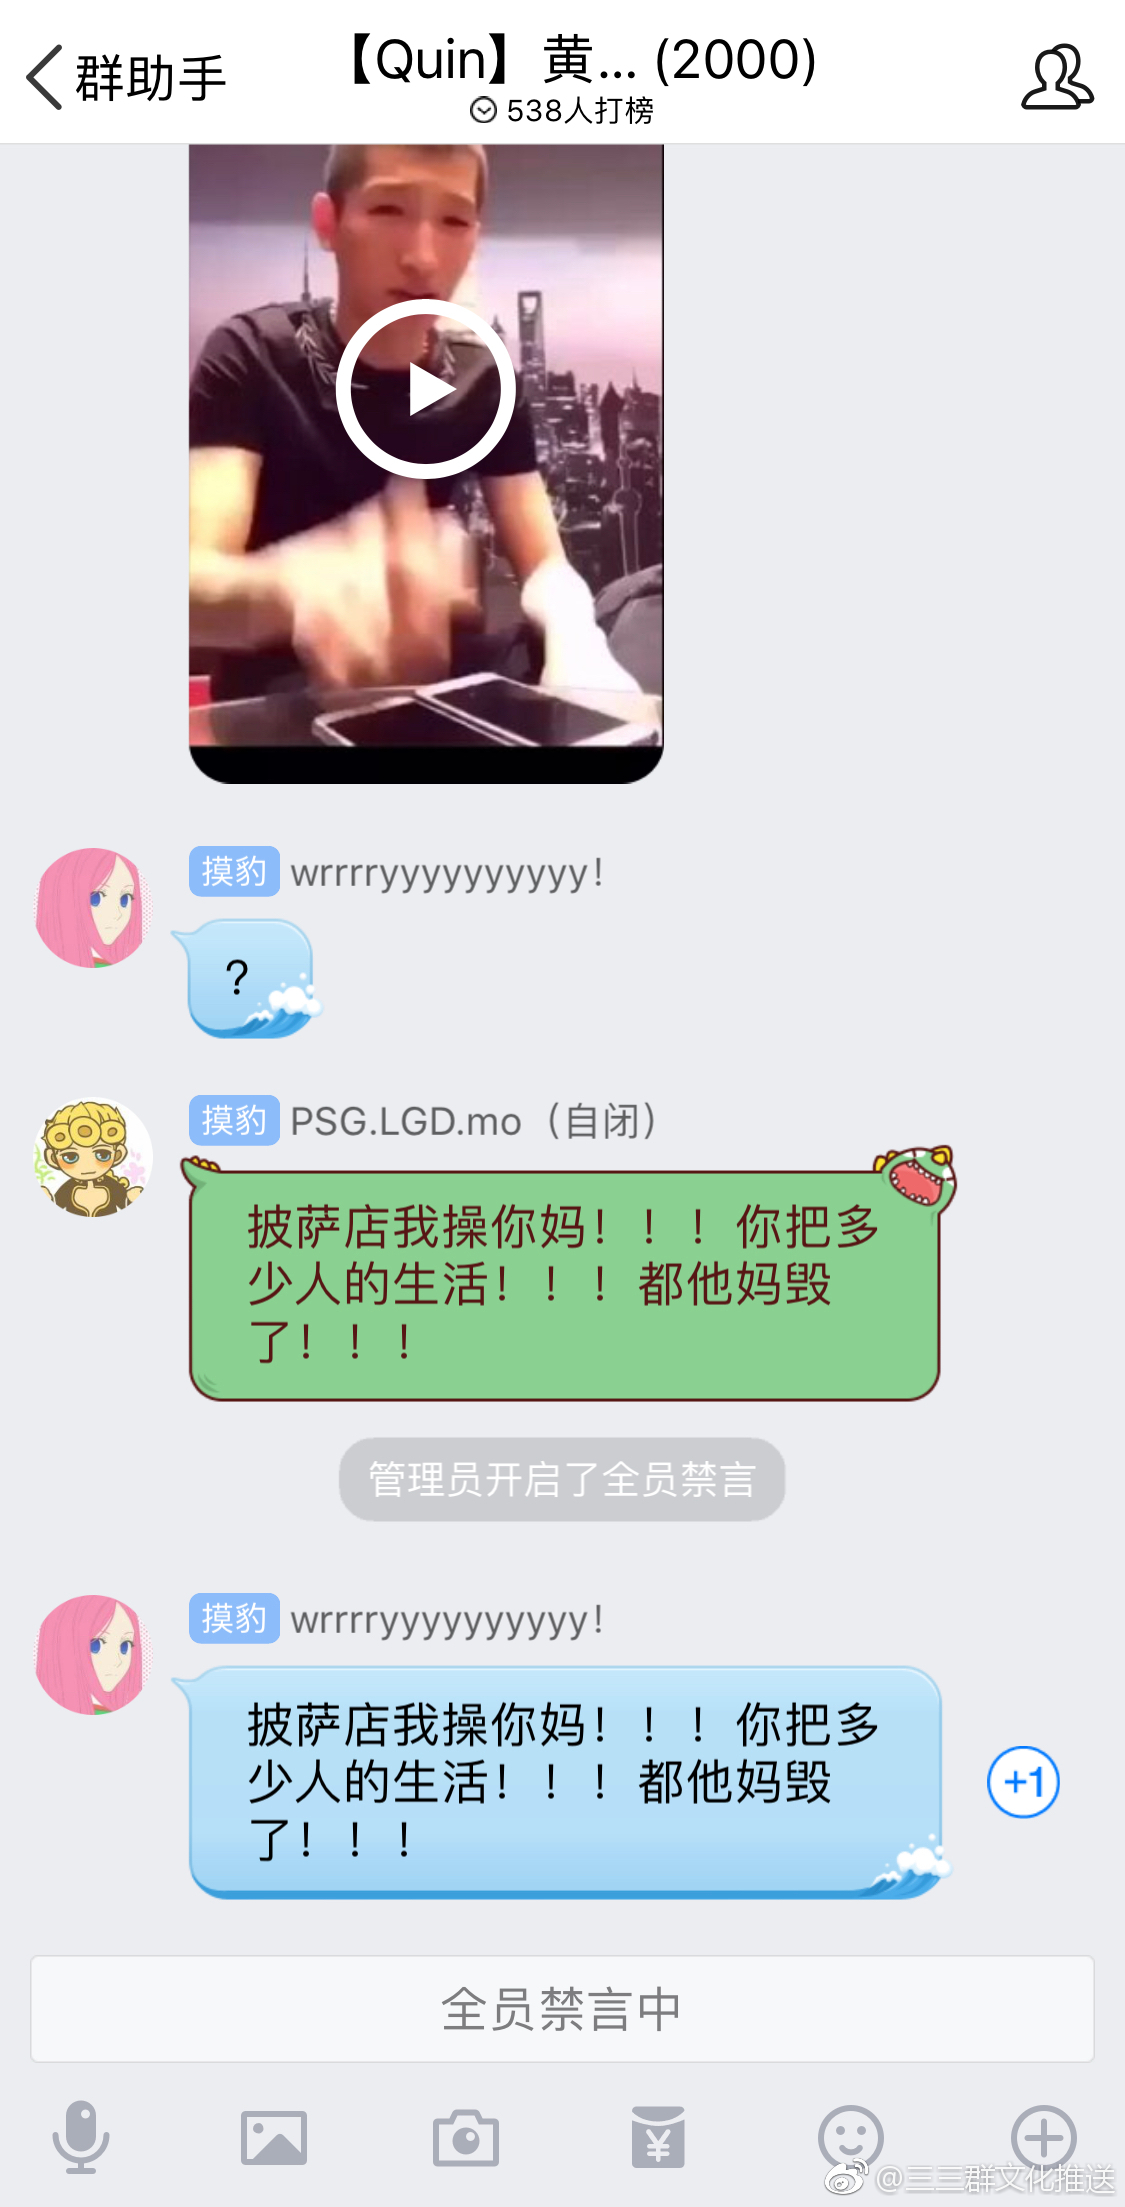 群助手
【Quin】黄... (2000)
538人打榜
摸豹 wrrrryyyyyyyyyy！
？
摸豹 PSG.LGD.mo（自闭）
披萨店我操你妈！！！你把多
少人的生活！！！都他妈毁
了！！！
管理员开启了全员禁言
摸豹 wrrrryyyyyyyyyy！
披萨店我操你妈！！！你把多
少人的生活！！！都他妈毁
了！！！
+1
全员禁言中
¥
@三三群文化推送